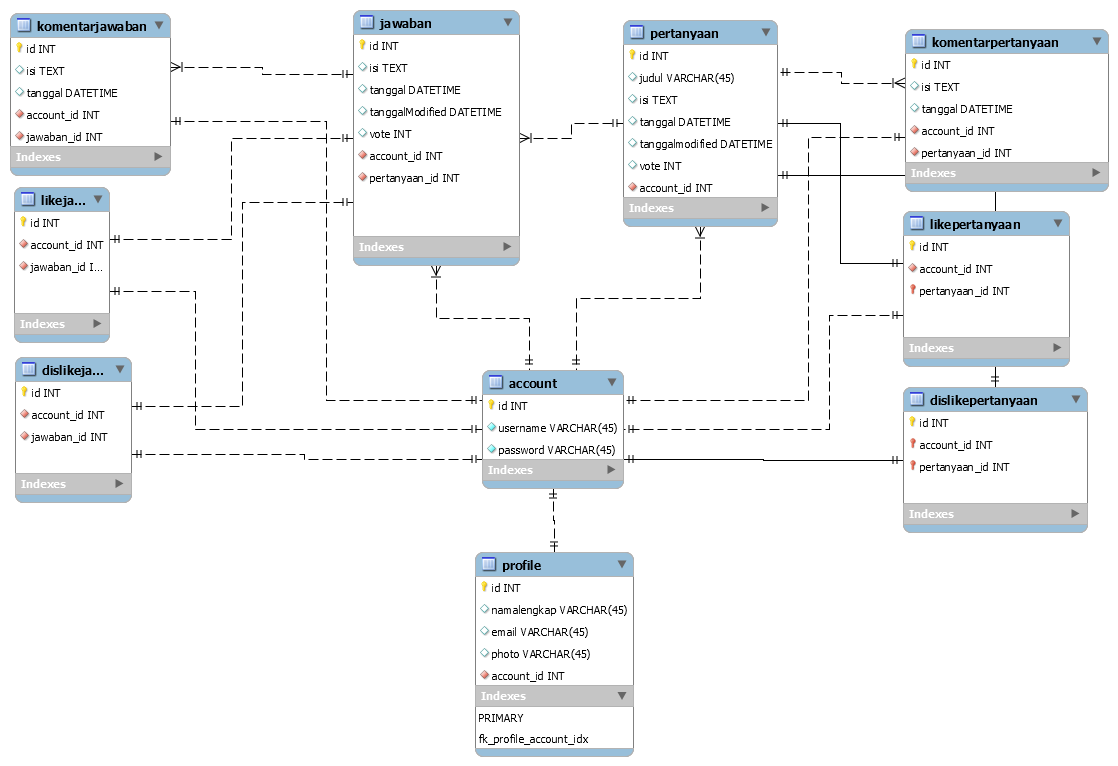 komentarjawaban
id INT
isi TEXT
tanggal DATETIME
account_id INT
jawaban_id INT
Indexes
jawaban
id INT
isi TEXT
tanggal DATETIME
tanggalModified DATETIME
vote INT
account_id INT
pertanyaan_id INT
Indexes
pertanyaan
id INT
judul VARCHAR(45)
isi TEXT
tanggal DATETIME
tanggalmodified DATETIME
vote INT
account_id INT
Indexes
komentarpertanyaan
id INT
isi TEXT
tanggal DATETIME
account_id INT
pertanyaan_id INT
Indexes
likeja...
id INT
account_id INT
jawaban_id I...
Indexes
likepertanyaan
id INT
account_id INT
pertanyaan_id INT
Indexes
dislikeja...
id INT
account_id INT
jawaban_id INT
Indexes
account
id INT
username VARCHAR(45)
password VARCHAR(45)
Indexes
dislikepertanyaan
id INT
account_id INT
pertanyaan_id INT
Indexes
profile
id INT
namalengkap VARCHAR(45)
email VARCHAR(45)
photo VARCHAR(45)
account_id INT
Indexes
PRIMARY
fk_profile_account_idx